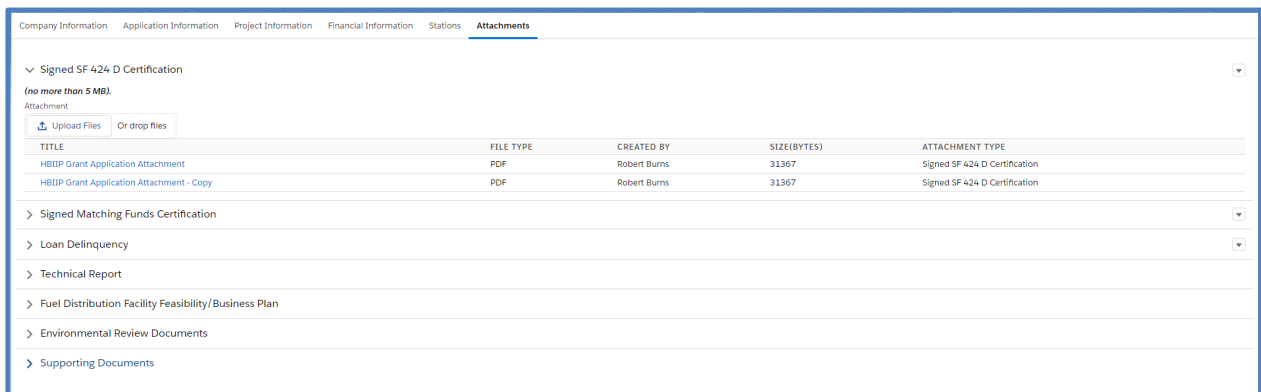 Company Information Application Information Project Information Financial Information Stations Attachments
Signed SF 424 D Certification
(no more than 5 MB).
Attachment
Upload Files Or drop files
TITLE FILE TYPE CREATED BY SIZE(BYTES) ATTACHMENT TYPE
HBIIP Grant Application Attachment PDF Robert Burns 31367 Signed SF 424 D Certification
HBIIP Grant Application Attachment - Copy PDF Robert Burns 31367 Signed SF 424 D Certification
Signed Matching Funds Certification
Loan Delinquency
Technical Report
Fuel Distribution Facility Feasibility/Business Plan
Environmental Review Documents
Supporting Documents